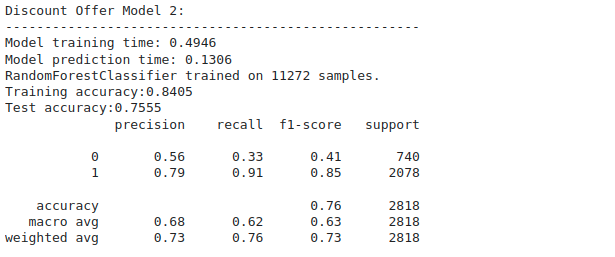 Discount Offer Model 2:
-----------------------------------------------------
Model training time: 0.4946
Model prediction time: 0.1306
RandomForestClassifier trained on 11272 samples.
Training accuracy:0.8405
Test accuracy:0.7555
              precision    recall  f1-score   support
           0       0.56      0.33      0.41       740
           1       0.79      0.91      0.85      2078
    accuracy                           0.76      2818
   macro avg       0.68      0.62      0.63      2818
weighted avg       0.73      0.76      0.73      2818